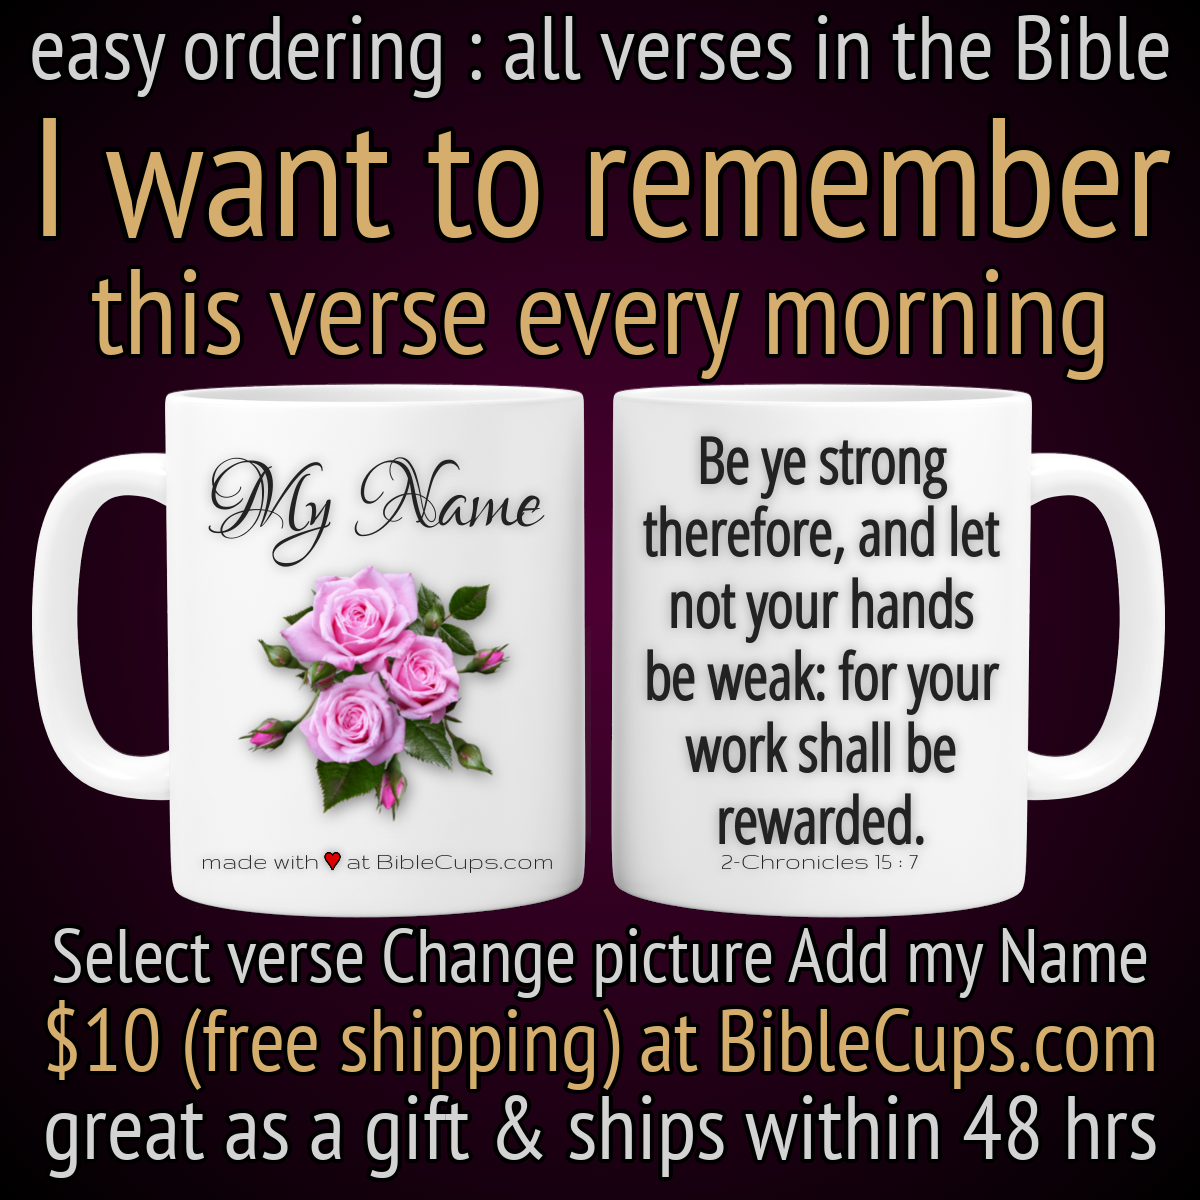 easy ordering : all verses in the Bible
I want to remember
this verse every morning
My Name
made with ♥ at BibleCups.com
Be ye strong
therefore, and let
not your hands
be weak: for your
work shall be
rewarded.
2-Chronicles 15 : 7
Select verse Change picture Add my Name
$10 (free shipping) at BibleCups.com
great as a gift & ships within 48 hrs